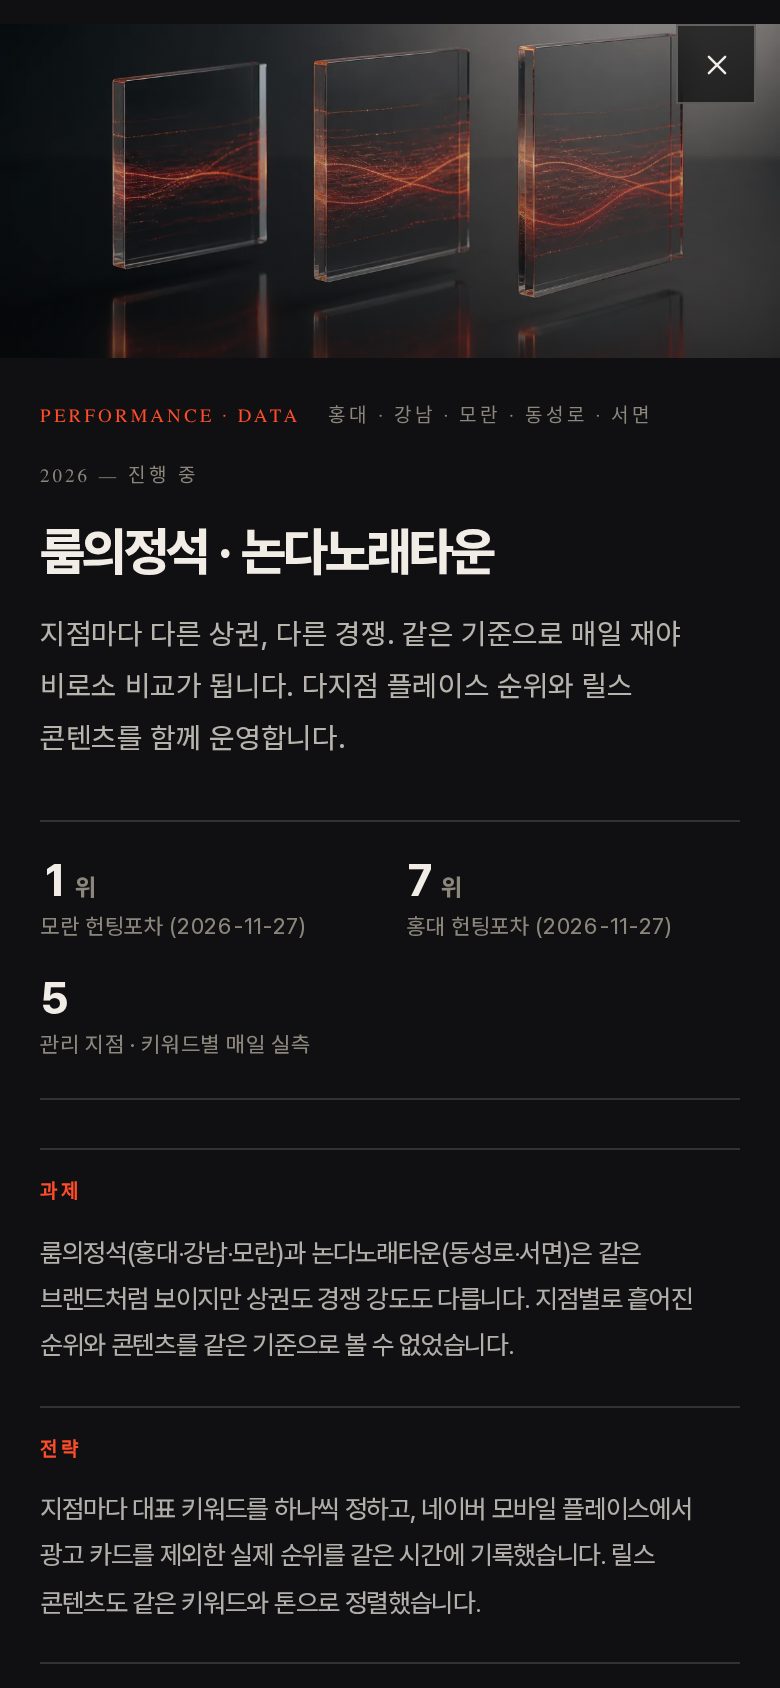 PERFORMANCE · DATA 홍대 · 강남 · 모란 · 동성로 · 서면
2026 — 진행 중
룸의정석 · 논다노래타운
지점마다 다른 상권, 다른 경쟁. 같은 기준으로 매일 재야
비로소 비교가 됩니다. 다지점 플레이스 순위와 릴스
콘텐츠를 함께 운영합니다.
1 위
모란 헌팅포차 (2026-11-27)
7 위
홍대 헌팅포차 (2026-11-27)
5
관리 지점 · 키워드별 매일 실측
과제
룸의정석(홍대·강남·모란)과 논다노래타운(동성로·서면)은 같은
브랜드처럼 보이지만 상권도 경쟁 강도도 다릅니다. 지점별로 흩어진
순위와 콘텐츠를 같은 기준으로 볼 수 없었습니다.
전략
지점마다 대표 키워드를 하나씩 정하고, 네이버 모바일 플레이스에서
광고 카드를 제외한 실제 순위를 같은 시간에 기록했습니다. 릴스
콘텐츠도 같은 키워드와 톤으로 정렬했습니다.